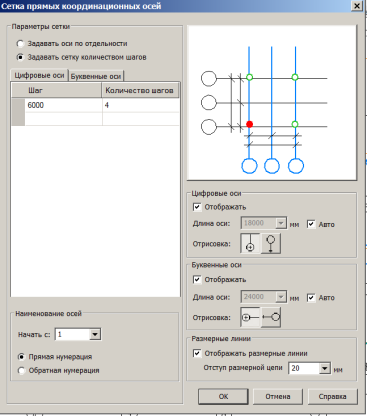 Сетка прямых координационных осей
Параметры сетки
Задавать оси по отдельности
Задавать сетку количеством шагов
Цифровые оси Буквенные оси
Шаг Количество шагов
6000 4
Наименование осей
Начать с: 1
Прямая нумерация
Обратная нумерация
Цифровые оси
Отображать
Длина оси: 18000 мм Авто
Отрисовка:
Буквенные оси
Отображать
Длина оси: 24000 мм Авто
Отрисовка:
Размерные линии
Отображать размерные линии
Отступ размерной цепи 20 мм
ОК Отмена Справка